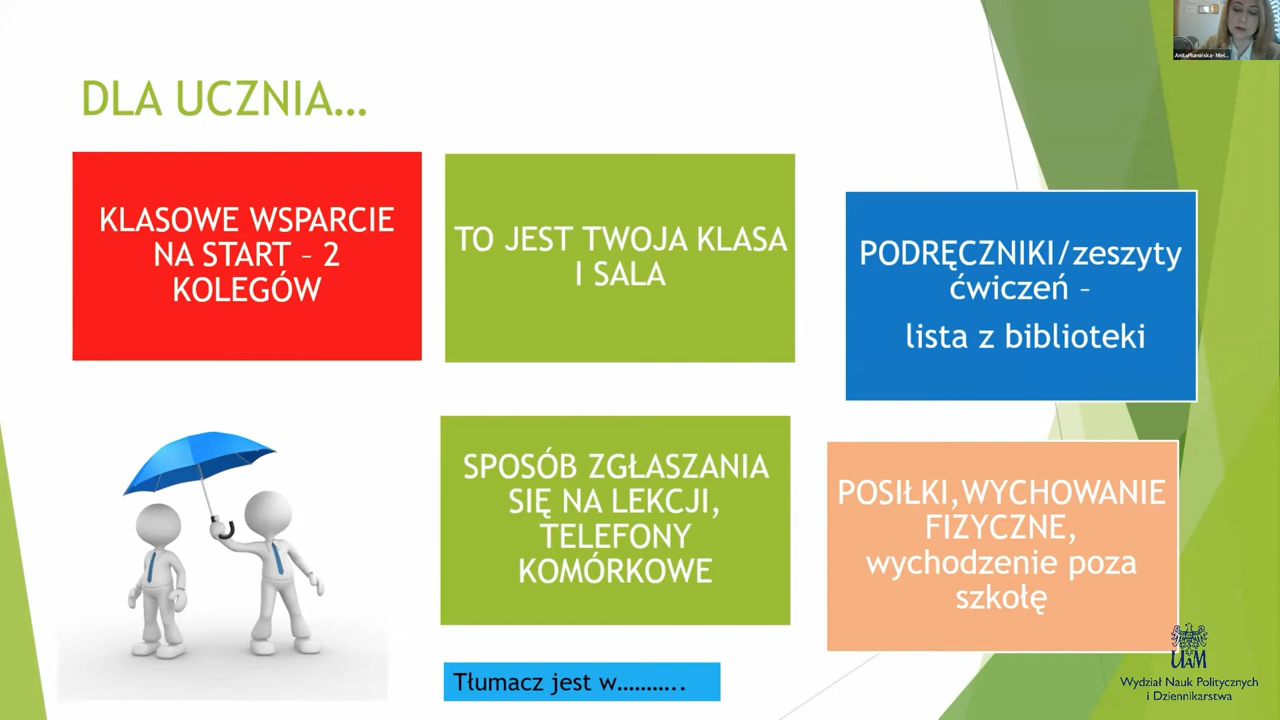 DLA UCZNIA...
KLASOWE WSPARCIE
NA START – 2
KOLEGÓW
TO JEST TWOJA KLASA
I SALA
PODRĘCZNIKI/zeszyty
ćwiczeń –
lista z biblioteki
SPOSÓB ZGŁASZANIA
SIĘ NA LEKCJI,
TELEFONY
KOMÓRKOWE
POSIŁKI,WYCHOWANIE
FIZYCZNE,
wychodzenie poza
szkołę
Tłumacz jest w………..
UAM
Wydział Nauk Politycznych
i Dziennikarstwa